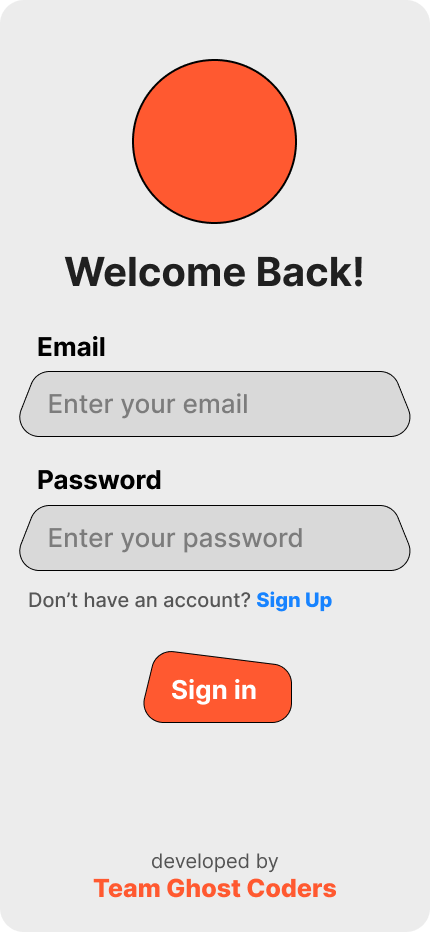 Welcome Back!
Email
Enter your email
Password
Enter your password
Don’t have an account? Sign Up
Sign in
developed by
Team Ghost Coders